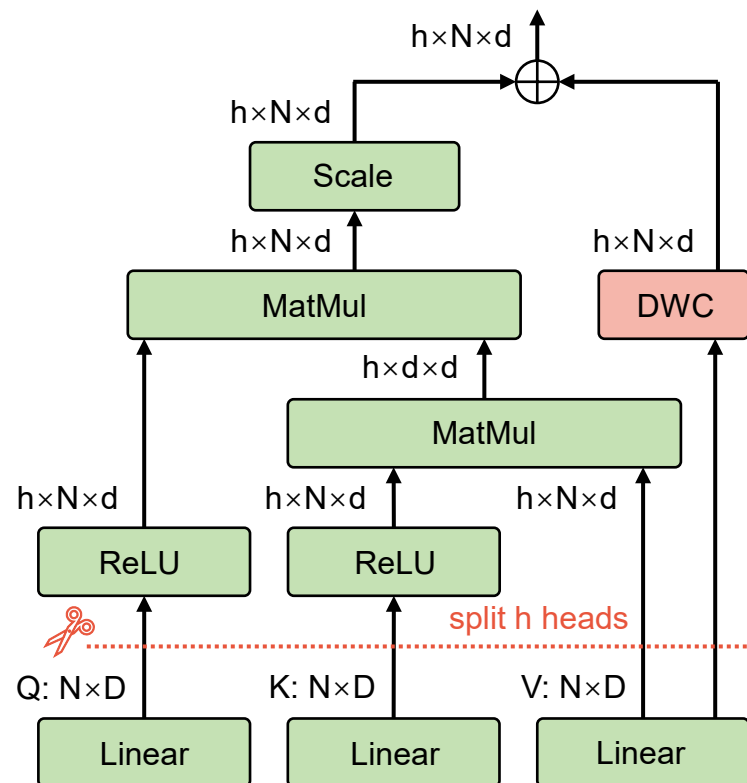 h×N×d
h×N×d
Scale
h×N×d
h×N×d
MatMul
DWC
h×d×d
MatMul
h×N×d
h×N×d
h×N×d
ReLU
ReLU
split h heads
Q: N×D
K: N×D
V: N×D
Linear
Linear
Linear